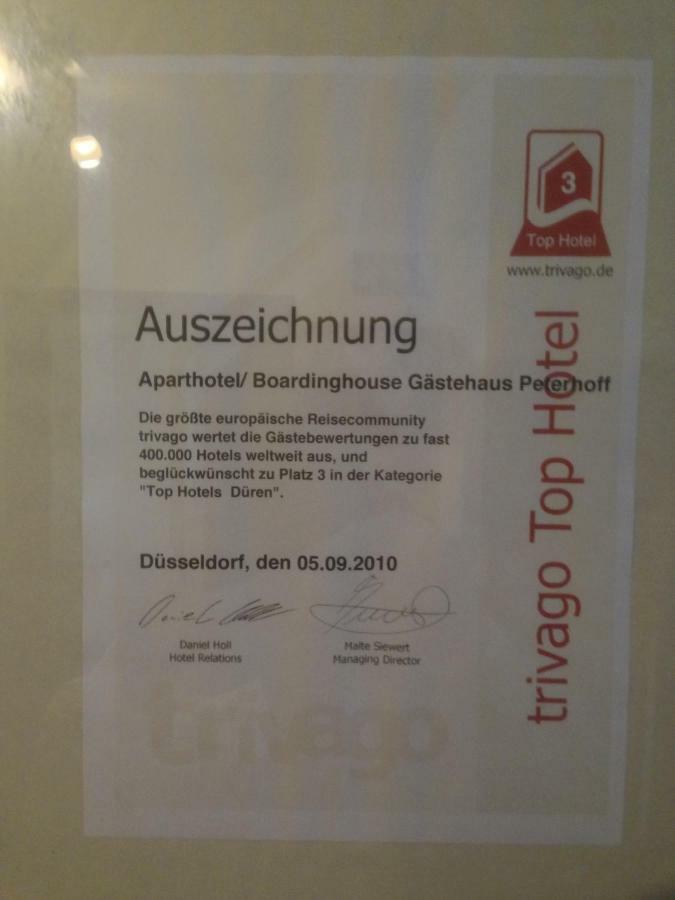 3
Top Hotel
www.trivago.de
Auszeichnung
Aparthotel/ Boardinghouse Gästehaus Peterhoff
Die größte europäische Reisecommunity
trivago wertet die Gästebewertungen zu fast
400.000 Hotels weltweit aus, und
beglückwünscht zu Platz 3 in der Kategorie
"Top Hotels Düren".
Düsseldorf, den 05.09.2010
Daniel Holl
Hotel Relations
Malte Siewert
Managing Director
trivago
trivago Top Hotel